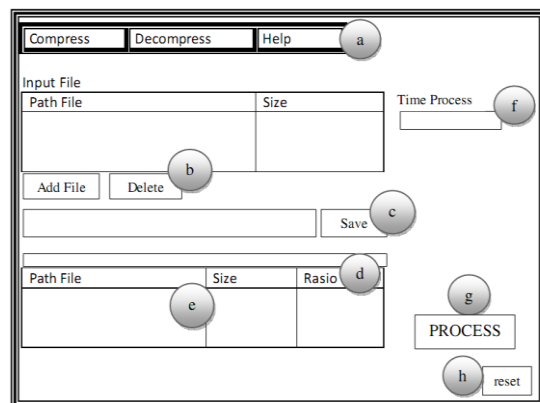 Compress Decompress Help a
Input File
Path File Size
Time Process f
b
Add File Delete
Save c
d
Path File Size Rasio
e
g
PROCESS
h reset